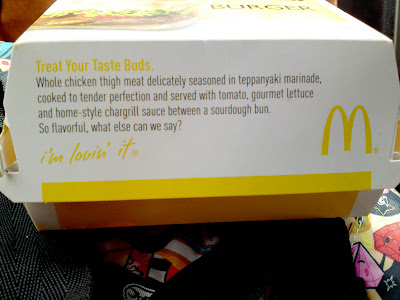 BURGER
Treat Your Taste Buds.
Whole chicken thigh meat delicately seasoned in teppanyaki marinade,
cooked to tender perfection and served with tomato, gourmet lettuce
and home-style chargrill sauce between a sourdough bun.
So flavorful, what else can we say?
i'm lovin' it®
M®